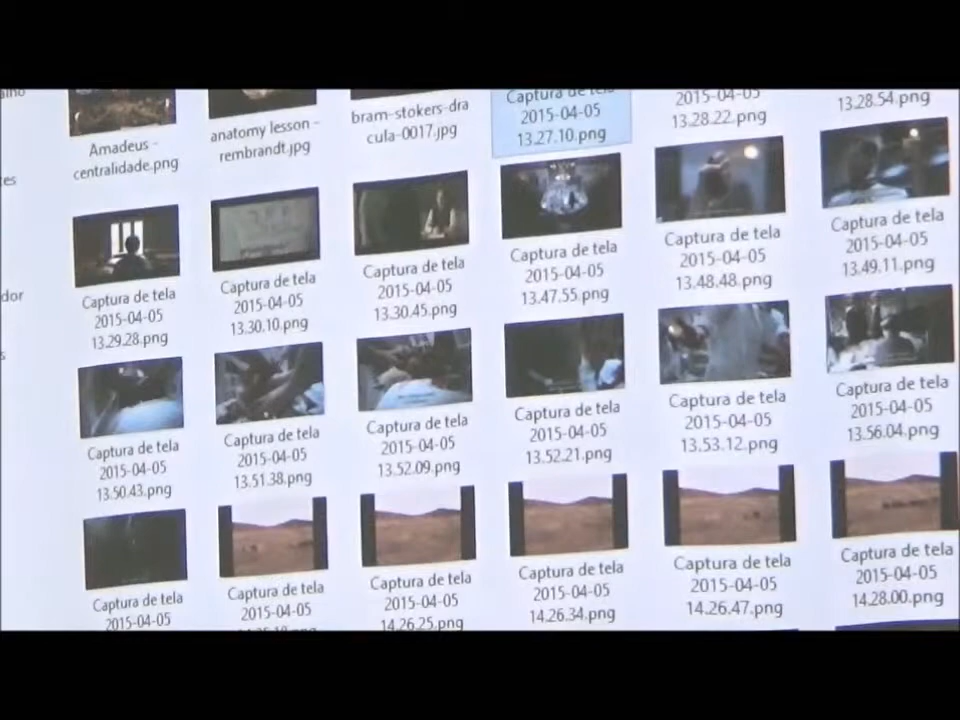 Amadeus -
centralidade.png
anatomy lesson -
rembrandt.jpg
bram-stokers-dra
cula-0017.jpg
Captura de tela
2015-04-05
13.27.10.png
2015-04-05
13.28.22.png
13.28.54.png
Captura de tela
2015-04-05
13.29.28.png
Captura de tela
2015-04-05
13.30.10.png
Captura de tela
2015-04-05
13.30.45.png
Captura de tela
2015-04-05
13.47.55.png
Captura de tela
2015-04-05
13.48.48.png
Captura de tela
2015-04-05
13.49.11.png
Captura de tela
2015-04-05
13.50.43.png
Captura de tela
2015-04-05
13.51.38.png
Captura de tela
2015-04-05
13.52.09.png
Captura de tela
2015-04-05
13.52.21.png
Captura de tela
2015-04-05
13.53.12.png
Captura de tela
2015-04-05
13.56.04.png
Captura de tela
2015-04-05
Captura de tela
2015-04-05
Captura de tela
2015-04-05
14.26.25.png
Captura de tela
2015-04-05
14.26.34.png
Captura de tela
2015-04-05
14.26.47.png
Captura de tela
2015-04-05
14.28.00.png